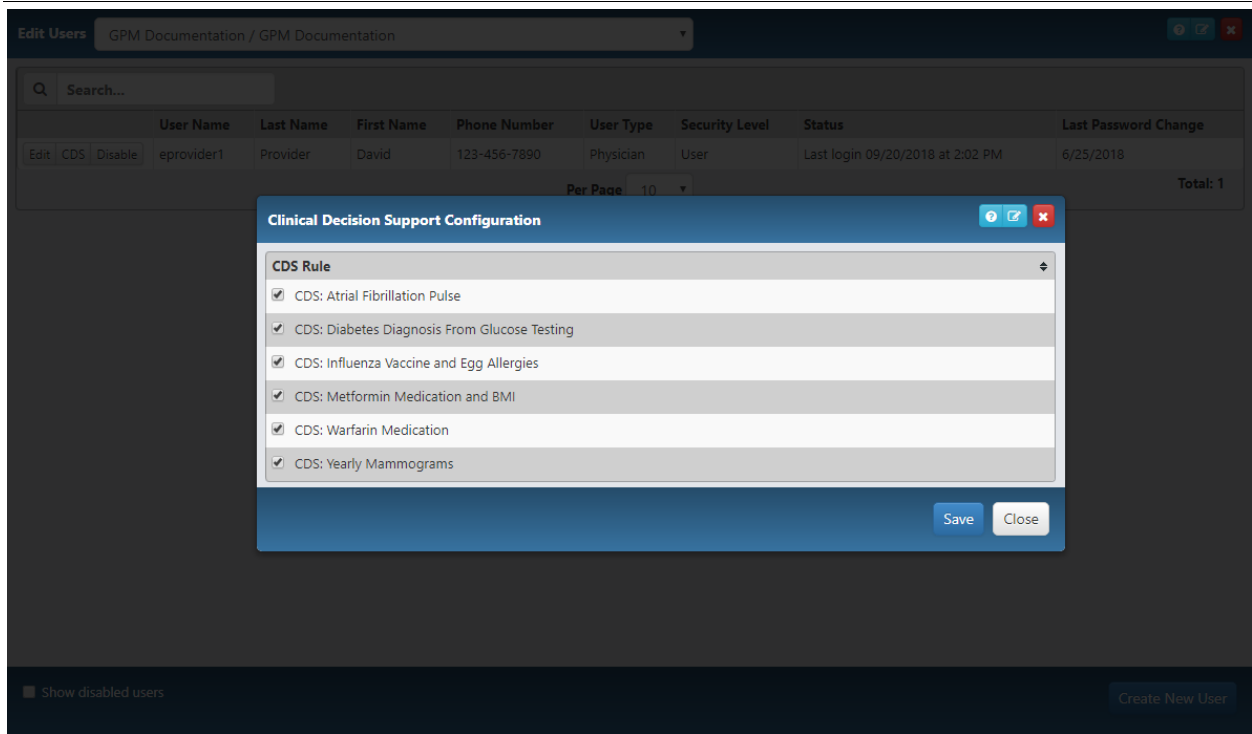 Edit Users GPM Documentation / GPM Documentation
Search...
User Name Last Name First Name Phone Number User Type Security Level Status Last Password Change
Edit CDS Disable eprovider1 Provider David 123-456-7890 Physician User Last login 09/20/2018 at 2:02 PM 6/25/2018
Per Page 10 Total: 1
Clinical Decision Support Configuration
CDS Rule
CDS: Atrial Fibrillation Pulse
CDS: Diabetes Diagnosis From Glucose Testing
CDS: Influenza Vaccine and Egg Allergies
CDS: Metformin Medication and BMI
CDS: Warfarin Medication
CDS: Yearly Mammograms
Save Close
Show disabled users Create New User